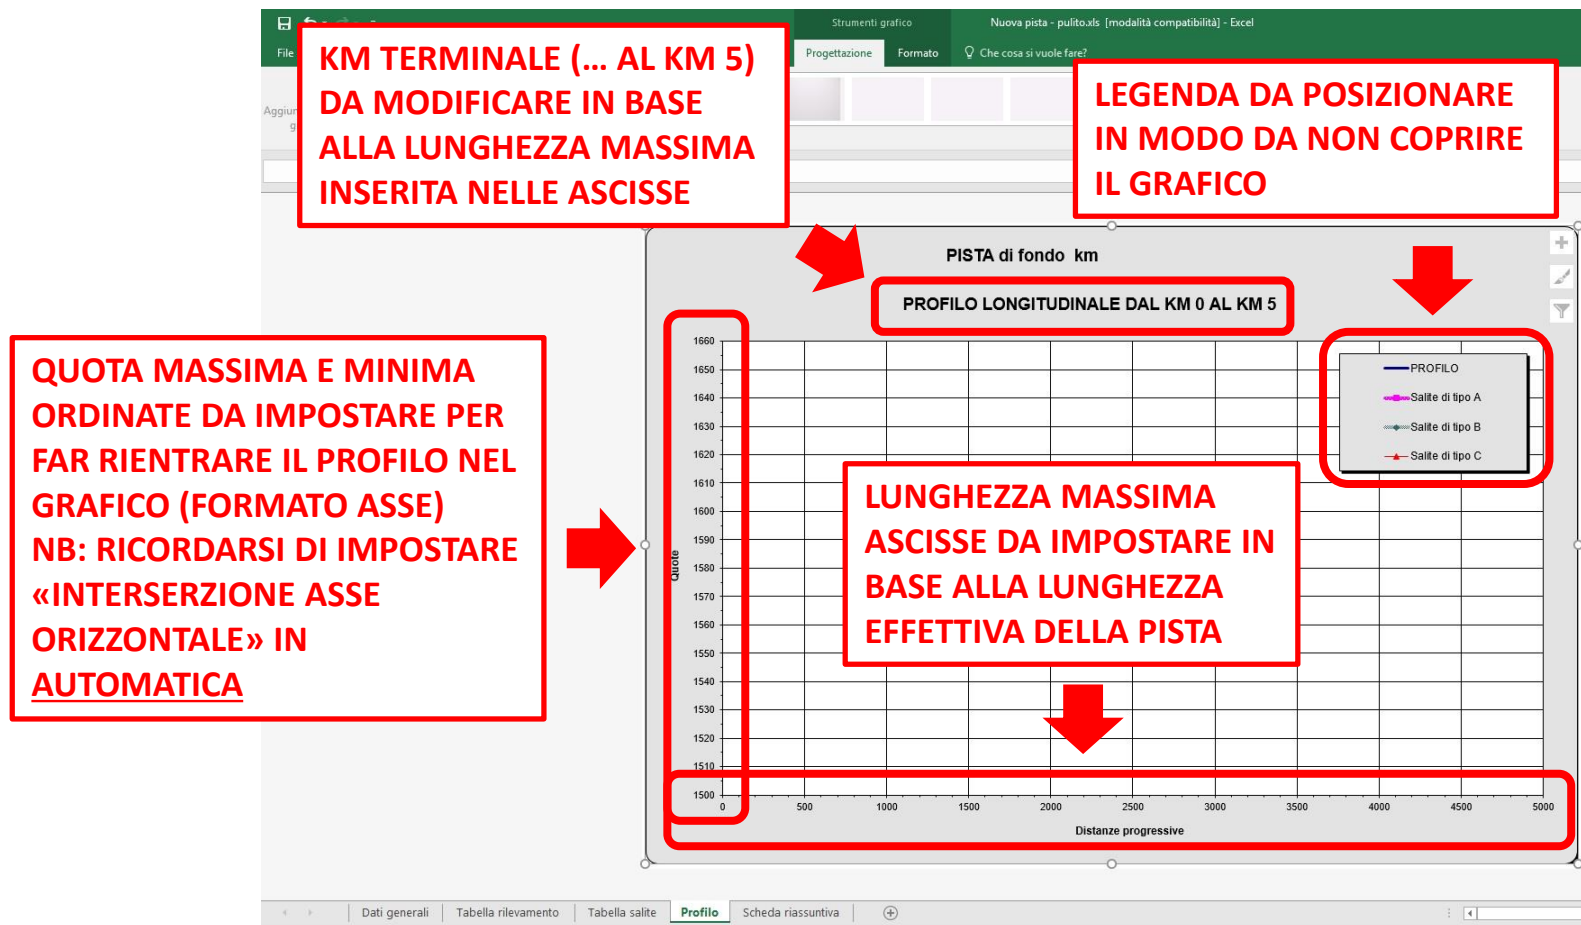 Strumenti grafico
Nuova pista - pulito.xls [modalità compatibilità] - Excel
File
Progettazione
Formato
Che cosa si vuole fare?
KM TERMINALE (... AL KM 5)
DA MODIFICARE IN BASE
ALLA LUNGHEZZA MASSIMA
INSERITA NELLE ASCISSE
LEGENDA DA POSIZIONARE
IN MODO DA NON COPRIRE
IL GRAFICO
PISTA di fondo km
PROFILO LONGITUDINALE DAL KM 0 AL KM 5
QUOTA MASSIMA E MINIMA
ORDINATE DA IMPOSTARE PER
FAR RIENTRARE IL PROFILO NEL
GRAFICO (FORMATO ASSE)
NB: RICORDARSI DI IMPOSTARE
«INTERSERZIONE ASSE
ORIZZONTALE» IN
AUTOMATICA
1660
1650
1640
1630
1620
1610
1600
1590
1580
1570
1560
1550
1540
1530
1520
1510
1500
Quote
PROFILO
Salite di tipo A
Salite di tipo B
Salite di tipo C
LUNGHEZZA MASSIMA
ASCISSE DA IMPOSTARE IN
BASE ALLA LUNGHEZZA
EFFETTIVA DELLA PISTA
0 500 1000 1500 2000 2500 3000 3500 4000 4500 5000
Distanze progressive
Dati generali
Tabella rilevamento
Tabella salite
Profilo
Scheda riassuntiva